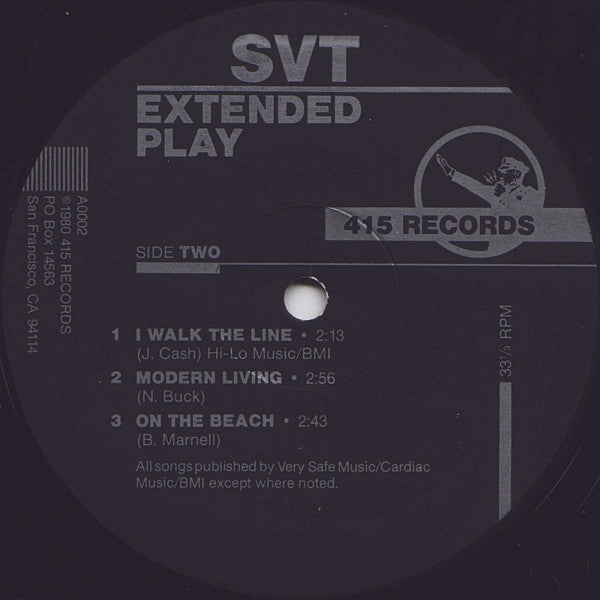 SVT
EXTENDED
PLAY
415 RECORDS
A0002
©1980 415 RECORDS
PO Box 14563
San Francisco, CA 94114
SIDE TWO
33⅓ RPM
1 I WALK THE LINE • 2:13
(J. Cash) Hi-Lo Music/BMI
2 MODERN LIVING • 2:56
(N. Buck)
3 ON THE BEACH • 2:43
(B. Marnell)
All songs published by Very Safe Music/Cardiac
Music/BMI except where noted.